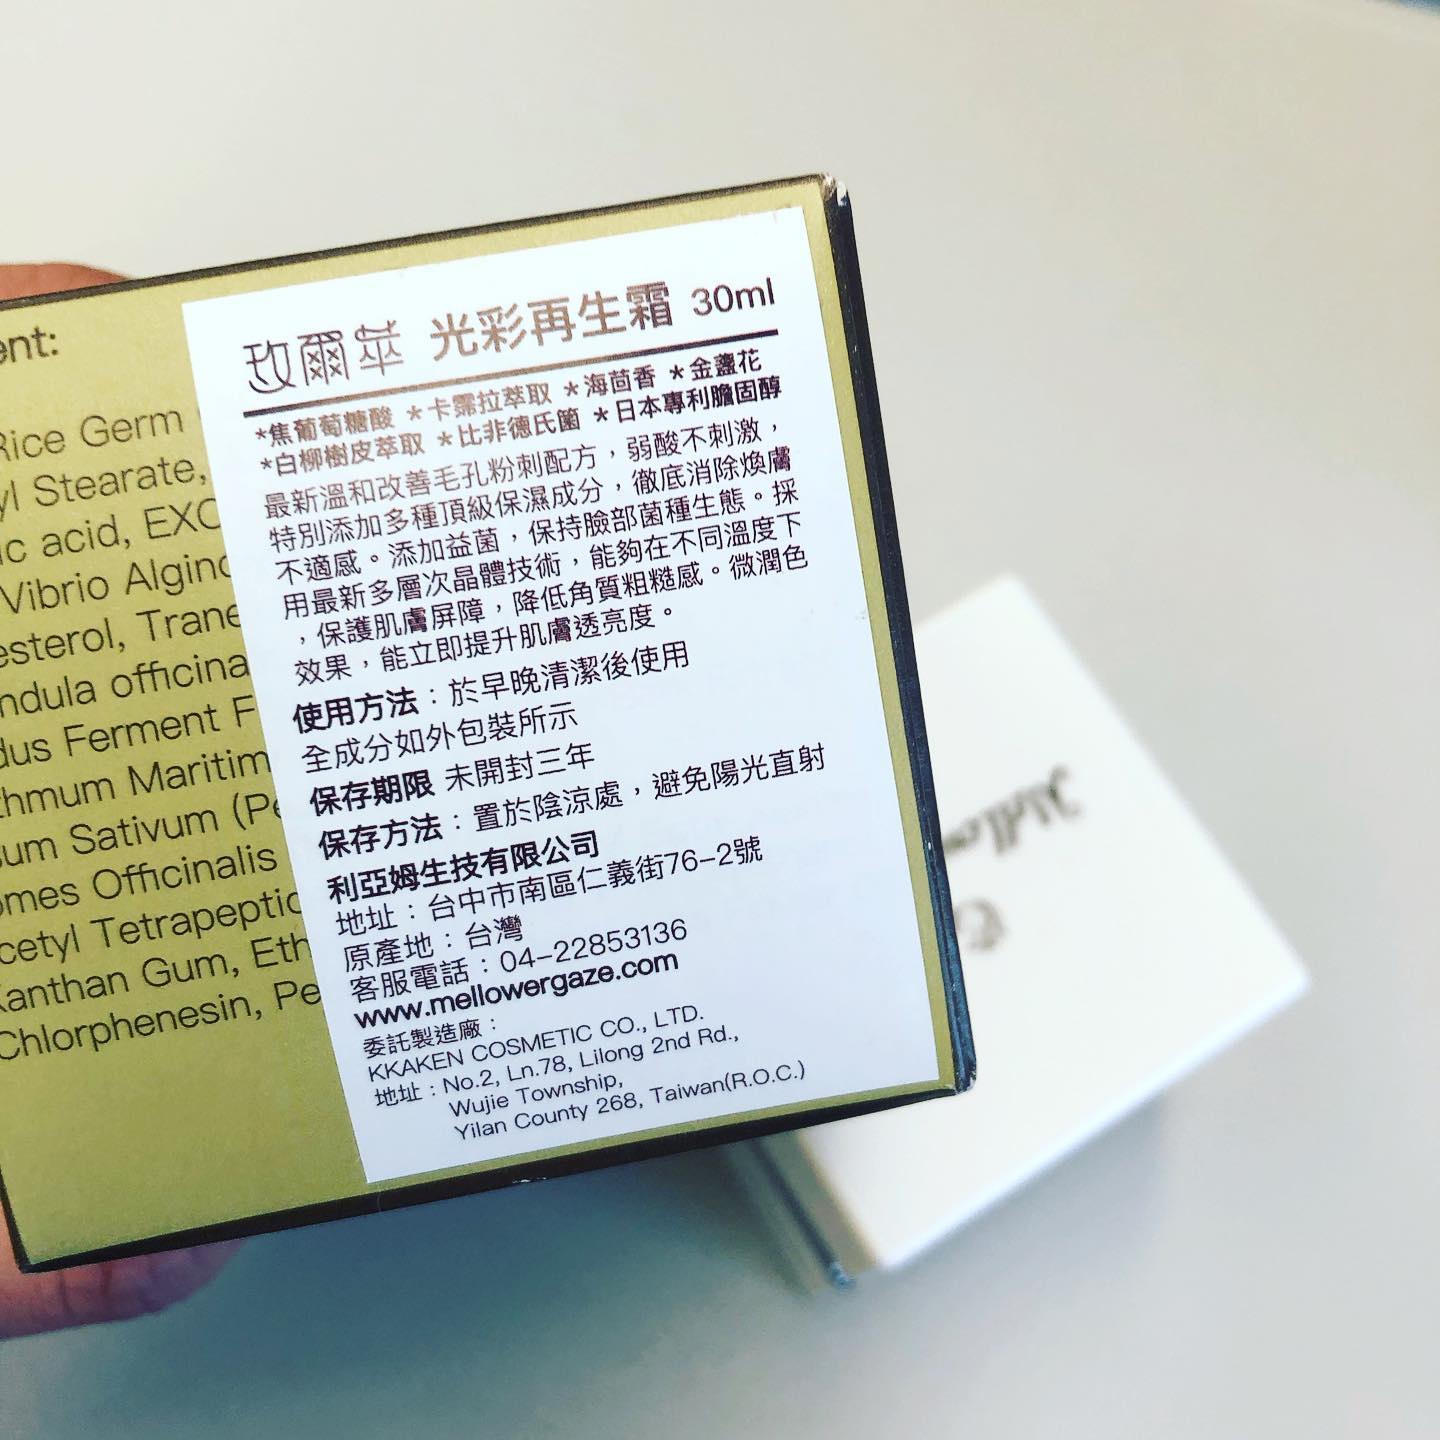 ent:
Rice Germ
yl Stearate,
ic acid, EXO
Vibrio Algino
esterol, Trane
ndula officina
dus Ferment F
thmum Maritim
sum Sativum (Pe
omes Officinalis
cetyl Tetrapeptid
Xanthan Gum, Eth
Chlorphenesin, Pe
玫爾華 光彩再生霜 30ml
*焦葡萄糖酸 *卡霈拉萃取 *海茴香 *金盞花
*白柳樹皮萃取 *比菲德氏菌 *日本專利膽固醇
最新溫和改善毛孔粉刺配方，弱酸不刺激，
特別添加多種頂級保濕成分，徹底消除煥膚
不適感。添加益菌，保持臉部菌種生態。採
用最新多層次晶體技術，能夠在不同溫度下
，保護肌膚屏障，降低角質粗糙感。微潤色
效果，能立即提升肌膚透亮度。
使用方法：於早晚清潔後使用
全成分如外包裝所示
保存期限 未開封三年
保存方法：置於陰涼處，避免陽光直射
利亞姆生技有限公司
地址：台中市南區仁義街76-2號
原產地：台灣
客服電話：04-22853136
www.mellowergaze.com
委託製造廠：
KKAKEN COSMETIC CO., LTD.
地址：No.2, Ln.78, Lilong 2nd Rd.,
Wujie Township,
Yilan County 268, Taiwan(R.O.C.)